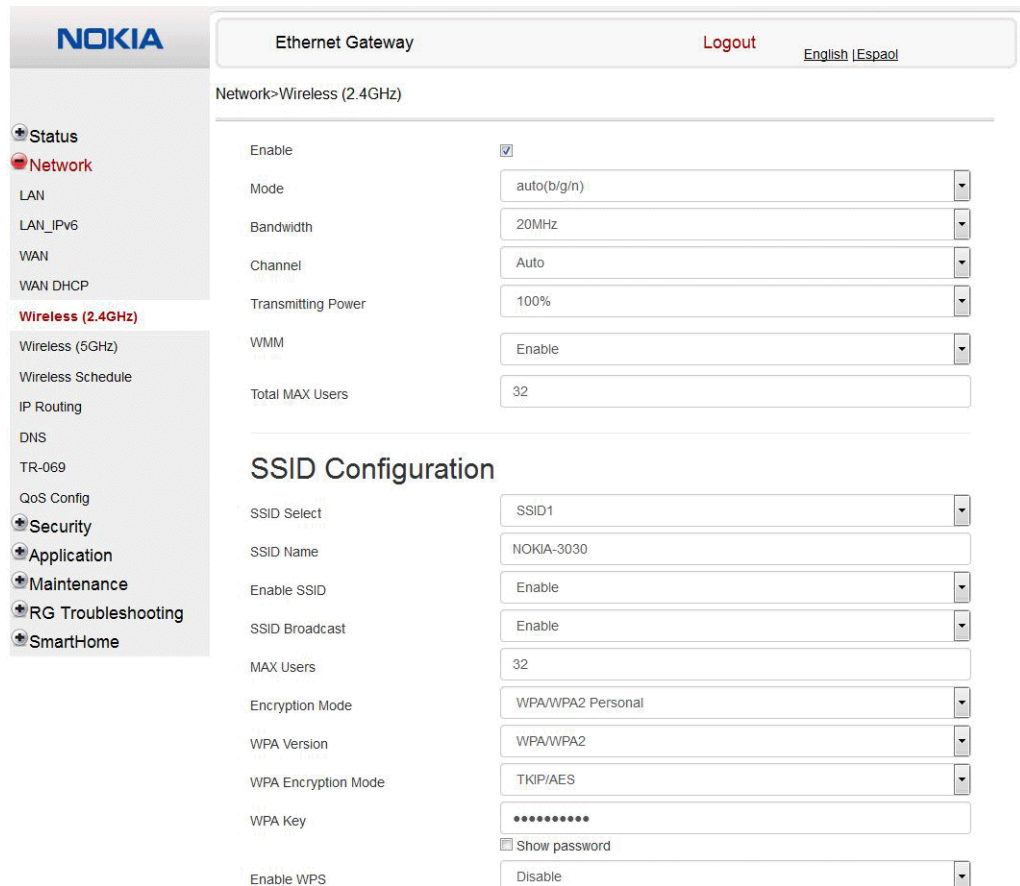 NOKIA
Ethernet Gateway
Logout
English | Espaol
Network>Wireless (2.4GHz)
Status
Network
LAN
LAN_IPv6
WAN
WAN DHCP
Wireless (2.4GHz)
Wireless (5GHz)
Wireless Schedule
IP Routing
DNS
TR-069
QoS Config
Security
Application
Maintenance
RG Troubleshooting
SmartHome
Enable
Mode auto(b/g/n)
Bandwidth 20MHz
Channel Auto
Transmitting Power 100%
WMM Enable
Total MAX Users 32
SSID Configuration
SSID Select SSID1
SSID Name NOKIA-3030
Enable SSID Enable
SSID Broadcast Enable
MAX Users 32
Encryption Mode WPA/WPA2 Personal
WPA Version WPA/WPA2
WPA Encryption Mode TKIP/AES
WPA Key ••••••••••
Show password
Enable WPS Disable